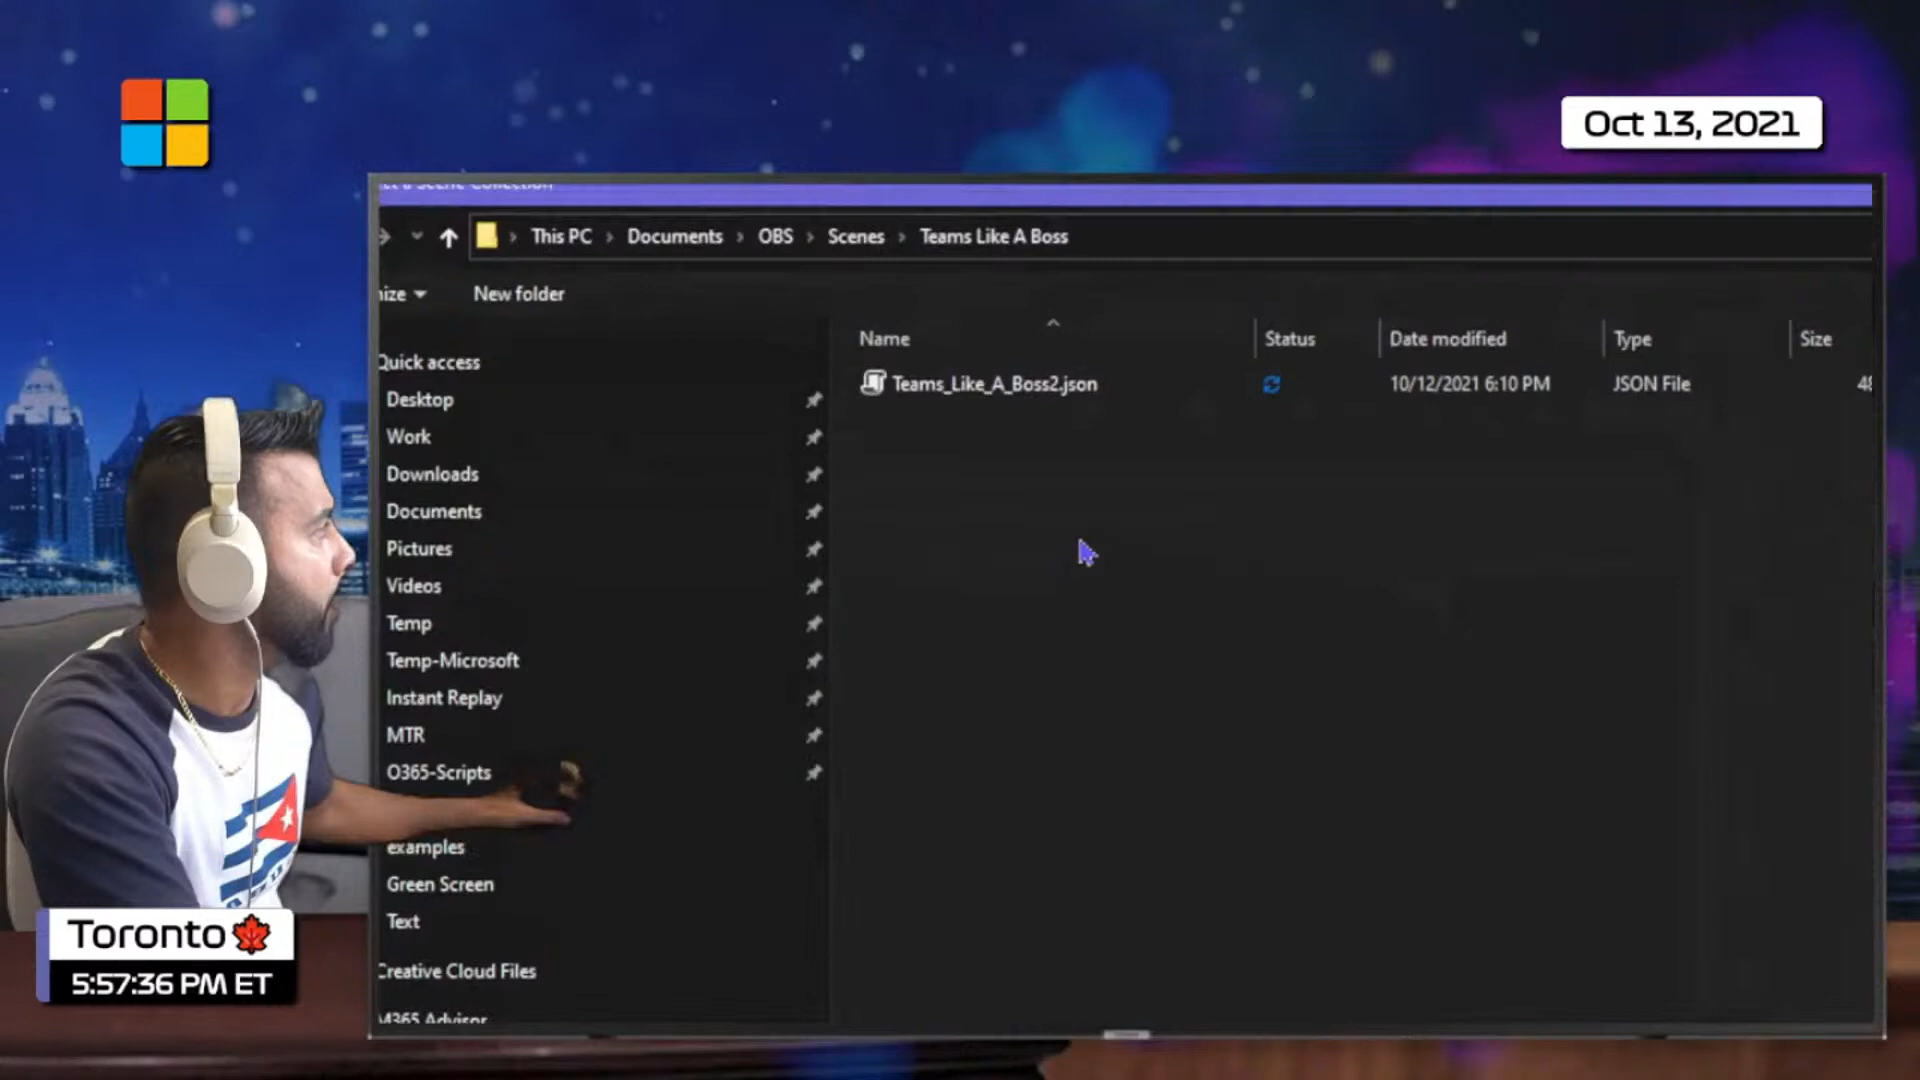 Oct 13, 2021
This PC > Documents > OBS > Scenes > Teams Like A Boss
New folder
Name Status Date modified Type Size
Teams_Like_A_Boss2.json 10/12/2021 6:10 PM JSON File 48
Quick access
Desktop
Work
Downloads
Documents
Pictures
Videos
Temp
Temp-Microsoft
Instant Replay
MTR
O365-Scripts
examples
Green Screen
Text
Creative Cloud Files
M365 Advisor
Toronto
5:57:36 PM ET